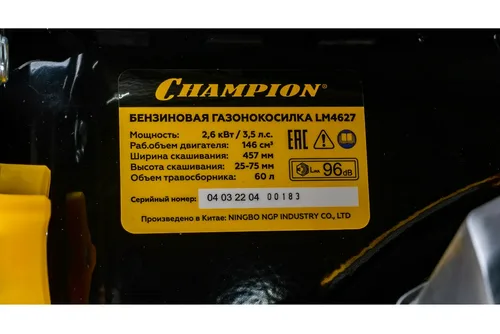 CHAMPION®
БЕНЗИНОВАЯ ГАЗОНОКОСИЛКА LM4627
Мощность: 2,6 кВт / 3,5 л.с.
Раб.объем двигателя: 146 см³
Ширина скашивания: 457 мм
Высота скашивания: 25-75 мм
Объем травосборника: 60 л
EAC
LWA 96dB
Серийный номер: 04 03 22 04 00183
Произведено в Китае: NINGBO NGP INDUSTRY CO., LTD